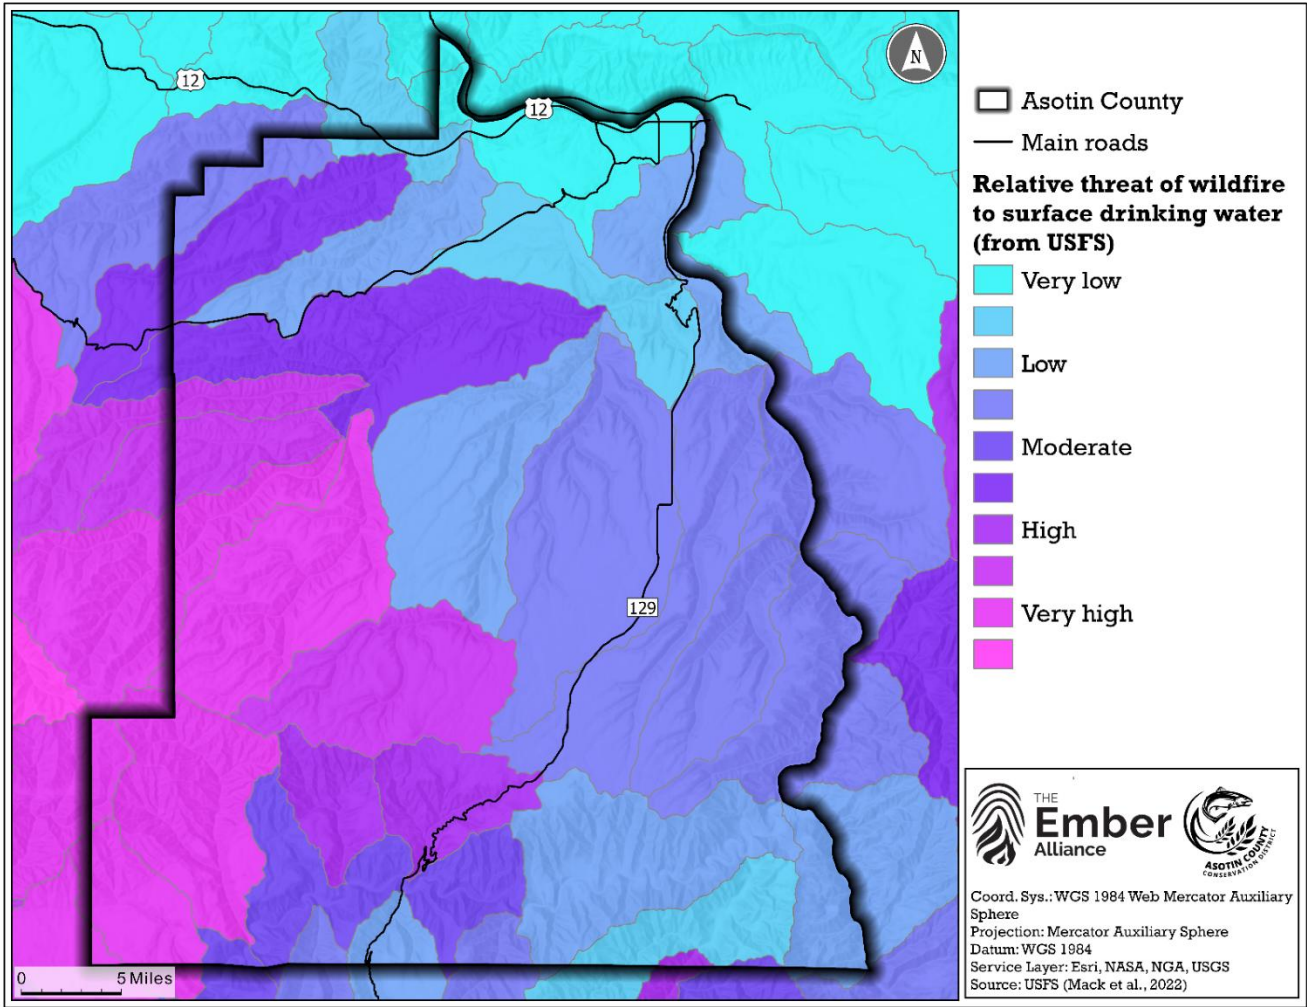 12
12
129
N
0 5 Miles
Asotin County
Main roads
Relative threat of wildfire
to surface drinking water
(from USFS)
Very low
Low
Moderate
High
Very high
THE
Ember
Alliance
ASOTIN COUNTY
CONSERVATION DISTRICT
Coord. Sys.: WGS 1984 Web Mercator Auxiliary
Sphere
Projection: Mercator Auxiliary Sphere
Datum: WGS 1984
Service Layer: Esri, NASA, NGA, USGS
Source: USFS (Mack et al., 2022)